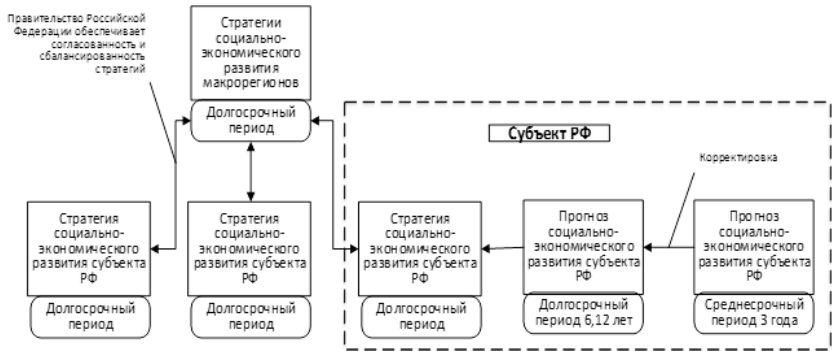 Правительство Российской
Федерации обеспечивает
согласованность и
сбалансированность
стратегий
Стратегии
социально-
экономического
развития
макрорегионов
Долгосрочный
период
Субъект РФ
Корректировка
Стратегия
социально-
экономического
развития субъекта
РФ
Долгосрочный
период
Стратегия
социально-
экономического
развития субъекта
РФ
Долгосрочный
период
Стратегия
социально-
экономического
развития субъекта
РФ
Долгосрочный
период
Прогноз
социально-
экономического
развития субъекта
РФ
Долгосрочный
период 6,12 лет
Прогноз
социально-
экономического
развития субъекта
РФ
Среднесрочный
период 3 года